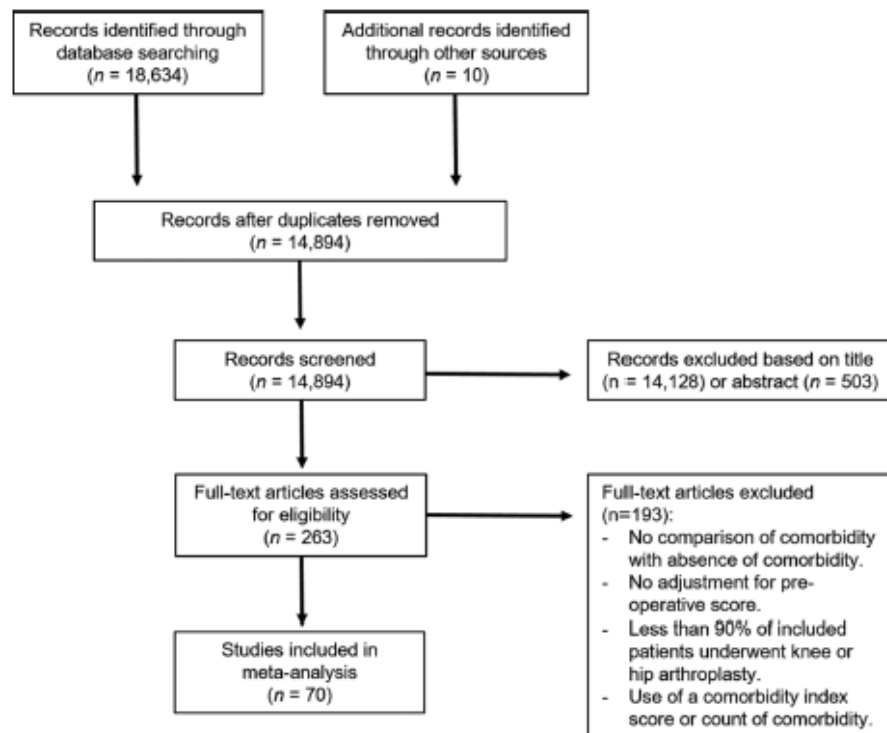 Records identified through
database searching
(n = 18,634)
Additional records identified
through other sources
(n = 10)
Records after duplicates removed
(n = 14,894)
Records screened
(n = 14,894)
Records excluded based on title
(n = 14,128) or abstract (n = 503)
Full-text articles assessed
for eligibility
(n = 263)
Full-text articles excluded
(n=193):
- No comparison of comorbidity
with absence of comorbidity.
- No adjustment for pre-
operative score.
- Less than 90% of included
patients underwent knee or
hip arthroplasty.
- Use of a comorbidity index
score or count of comorbidity.
Studies included in
meta-analysis
(n = 70)